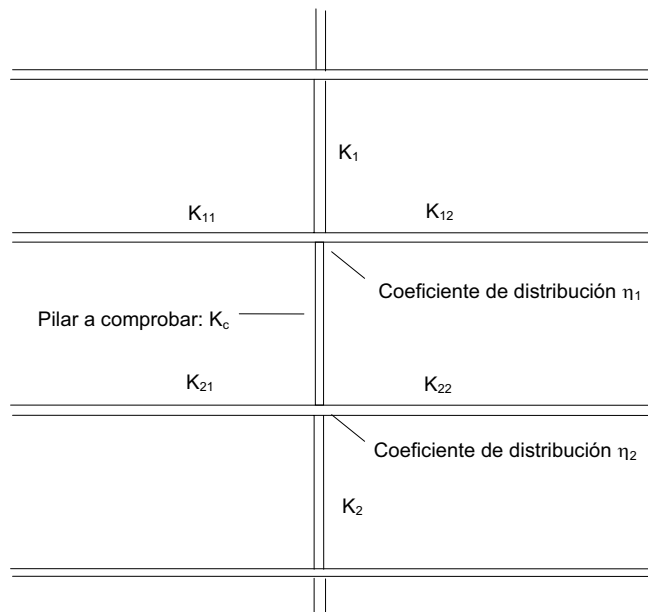 K₁
K₁₁
K₁₂
Coeficiente de distribución η₁
Pilar a comprobar: K꜀
K₂₁
K₂₂
Coeficiente de distribución η₂
K₂